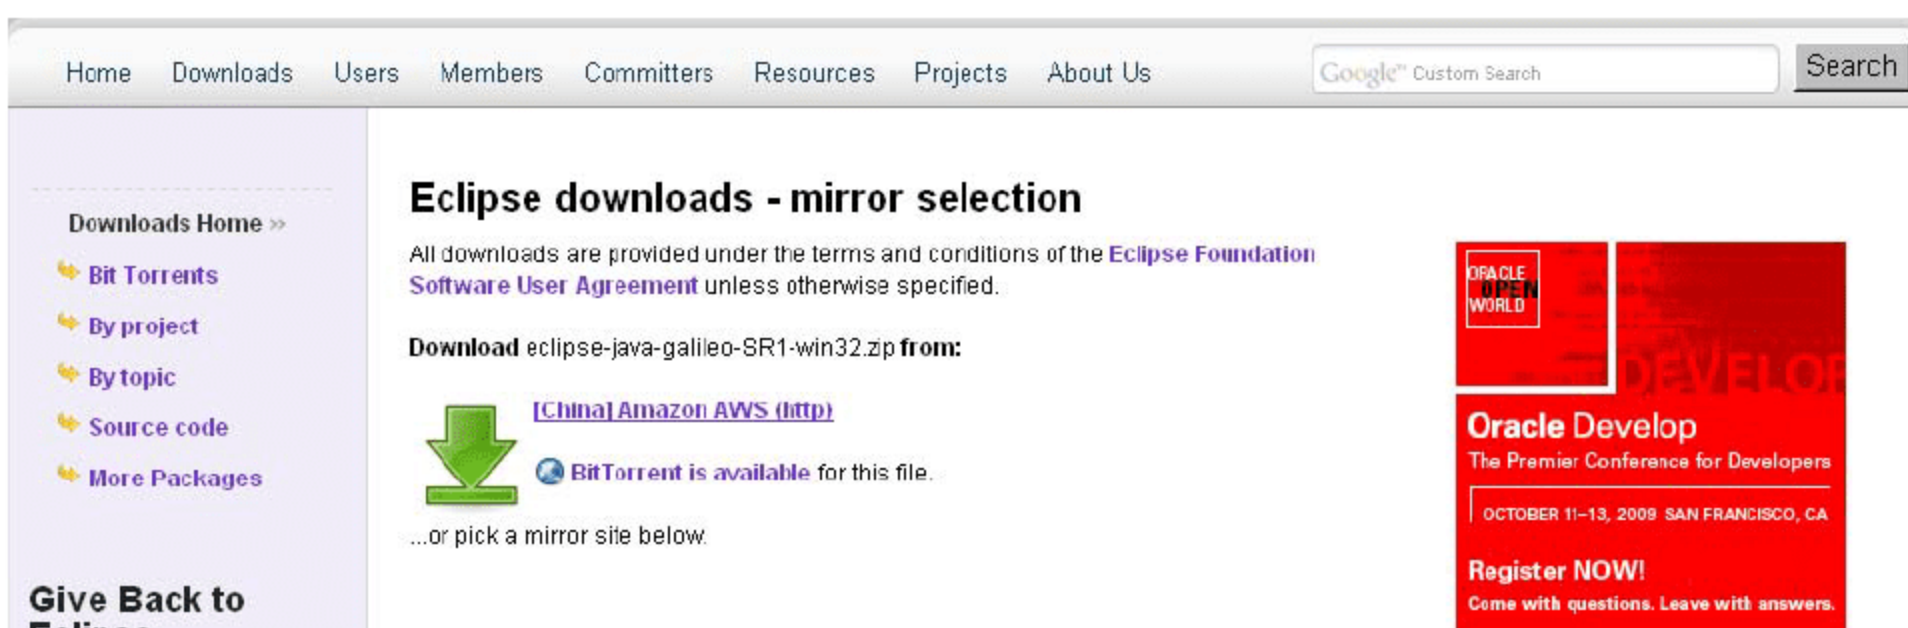 Home Downloads Users Members Committers Resources Projects About Us Google™ Custom Search Search
Downloads Home »
Bit Torrents
By project
By topic
Source code
More Packages
Give Back to
Eclipse downloads - mirror selection
All downloads are provided under the terms and conditions of the Eclipse Foundation
Software User Agreement unless otherwise specified.
Download eclipse-java-galileo-SR1-win32.zip from:
[China] Amazon AWS (http)
BitTorrent is available for this file.
...or pick a mirror site below.
ORACLE
OPEN
WORLD
DEVELOP
Oracle Develop
The Premier Conference for Developers
OCTOBER 11–13, 2009 SAN FRANCISCO, CA
Register NOW!
Come with questions. Leave with answers.